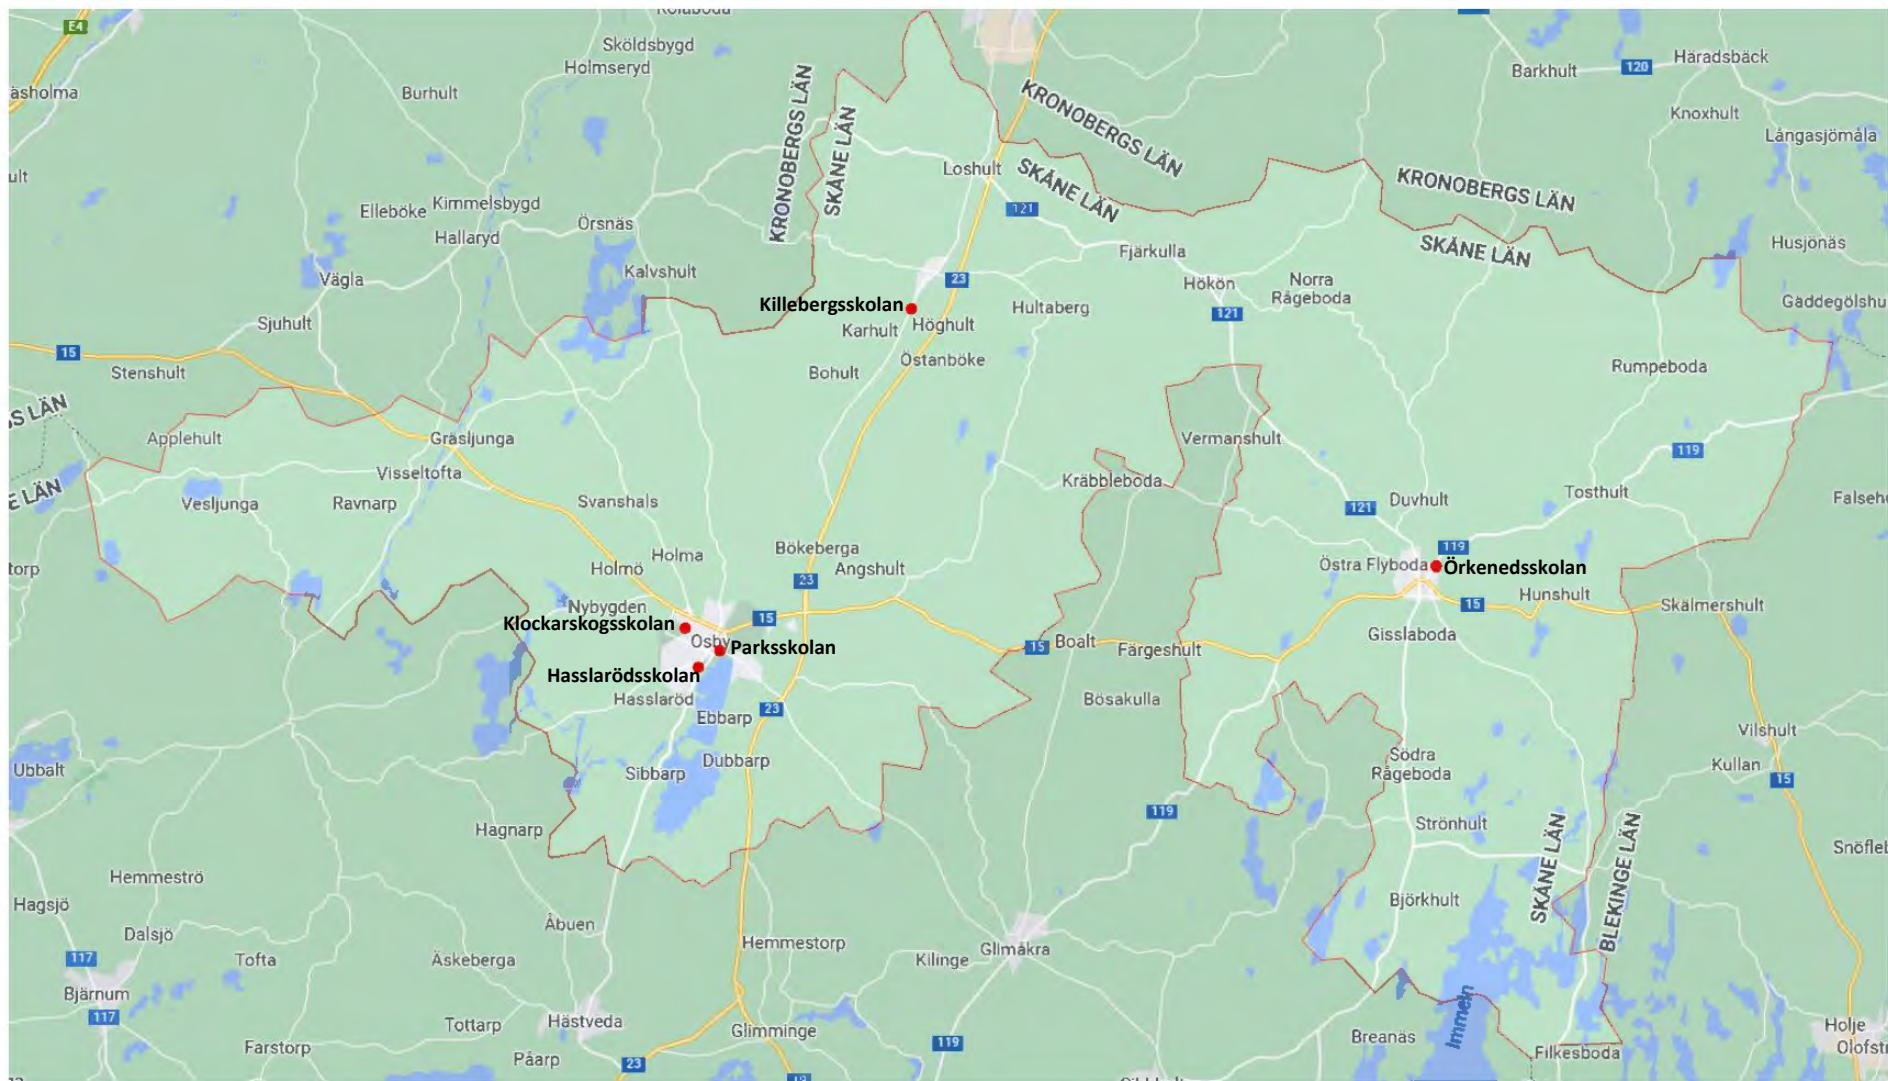 E4
Sköldsbygd
Holmseryd
Burhult
Barkhult
120
Häradsbäck
Knoxhult
Långasjömåla
KRONOBERGS LÄN
SKÅNE LÄN
KRONOBERGS LÄN
SKÅNE LÄN
Loshult
121
KRONOBERGS LÄN
SKÅNE LÄN
Elleböke
Kimmelsbygd
Hallaryd
Örsnäs
Husjönäs
Vägla
Kalvshult
23
Fjärkulla
Hökön
Norra
Rågeboda
Killebergsskolan
Hultaberg
121
Sjuhult
Karhult
Höghult
15
Stenshult
Östanböke
Bohult
Rumpeboda
Applehult
Gräsljunga
Vermanshult
119
Visseltofta
Kräbbleboda
Vesljunga
Ravnarp
Svanshals
121
Duvhult
Tosthult
Holma
Bökeberga
Holmö
23
Angshult
119
Östra Flyboda
Örkenedsskolan
Nybygden
15
15
Hunshult
Skälmershult
Klockarskogsskolan
Osby
Parksskolan
15
Boalt
Färgeshult
Gisslaboda
Hasslarödsskolan
Hasslaröd
Ebbarp
23
Bösakulla
Vilshult
Ubbalt
Sibbarp
Dubbarp
Södra
Rågeboda
Kullan
15
119
Hagnarp
Strönhult
Hemmeströ
SKÅNE LÄN
BLEKINGE LÄN
Hagsjö
Björkhult
Åbuen
Dalsjö
117
Tofta
Äskeberga
Hemmestorp
Kilinge
Glimåkra
Bjärnum
117
Tottarp
Hästveda
Glimminge
Immeln
Breanäs
Holje
Farstorp
Påarp
23
119
Filkesboda